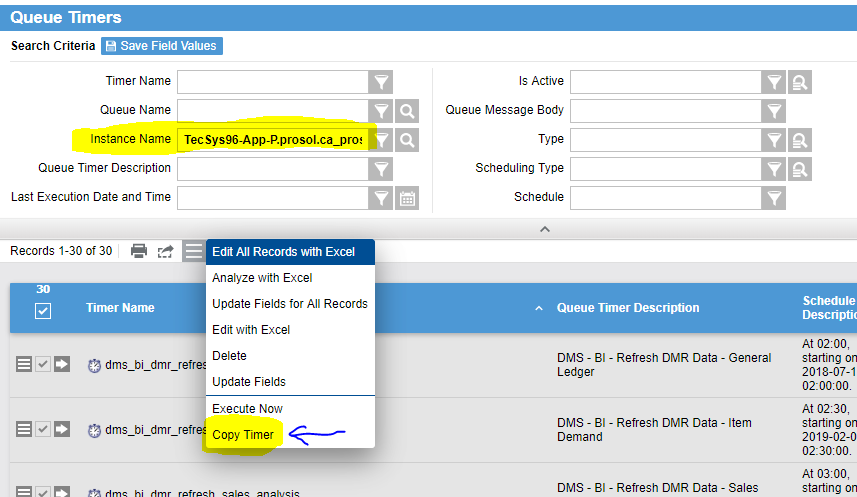 Queue Timers
Search Criteria Save Field Values
Timer Name
Is Active
Queue Name
Queue Message Body
Instance Name TecSys96-App-P.prosol.ca_pros
Type
Queue Timer Description
Scheduling Type
Last Execution Date and Time
Schedule
Records 1-30 of 30
Edit All Records with Excel
Analyze with Excel
Update Fields for All Records
Edit with Excel
Delete
Update Fields
Execute Now
Copy Timer
30
Timer Name
Queue Timer Description
Schedule
Descriptio
dms_bi_dmr_refres
DMS - BI - Refresh DMR Data - General
Ledger
At 02:00,
starting on
2018-07-1
02:00:00.
dms_bi_dmr_refres
DMS - BI - Refresh DMR Data - Item
Demand
At 02:30,
starting on
2019-02-0
02:30:00.
dms_bi_dmr_refresh_sales_analysis
DMS - BI - Refresh DMR Data - Sales
At 03:00,
starting on